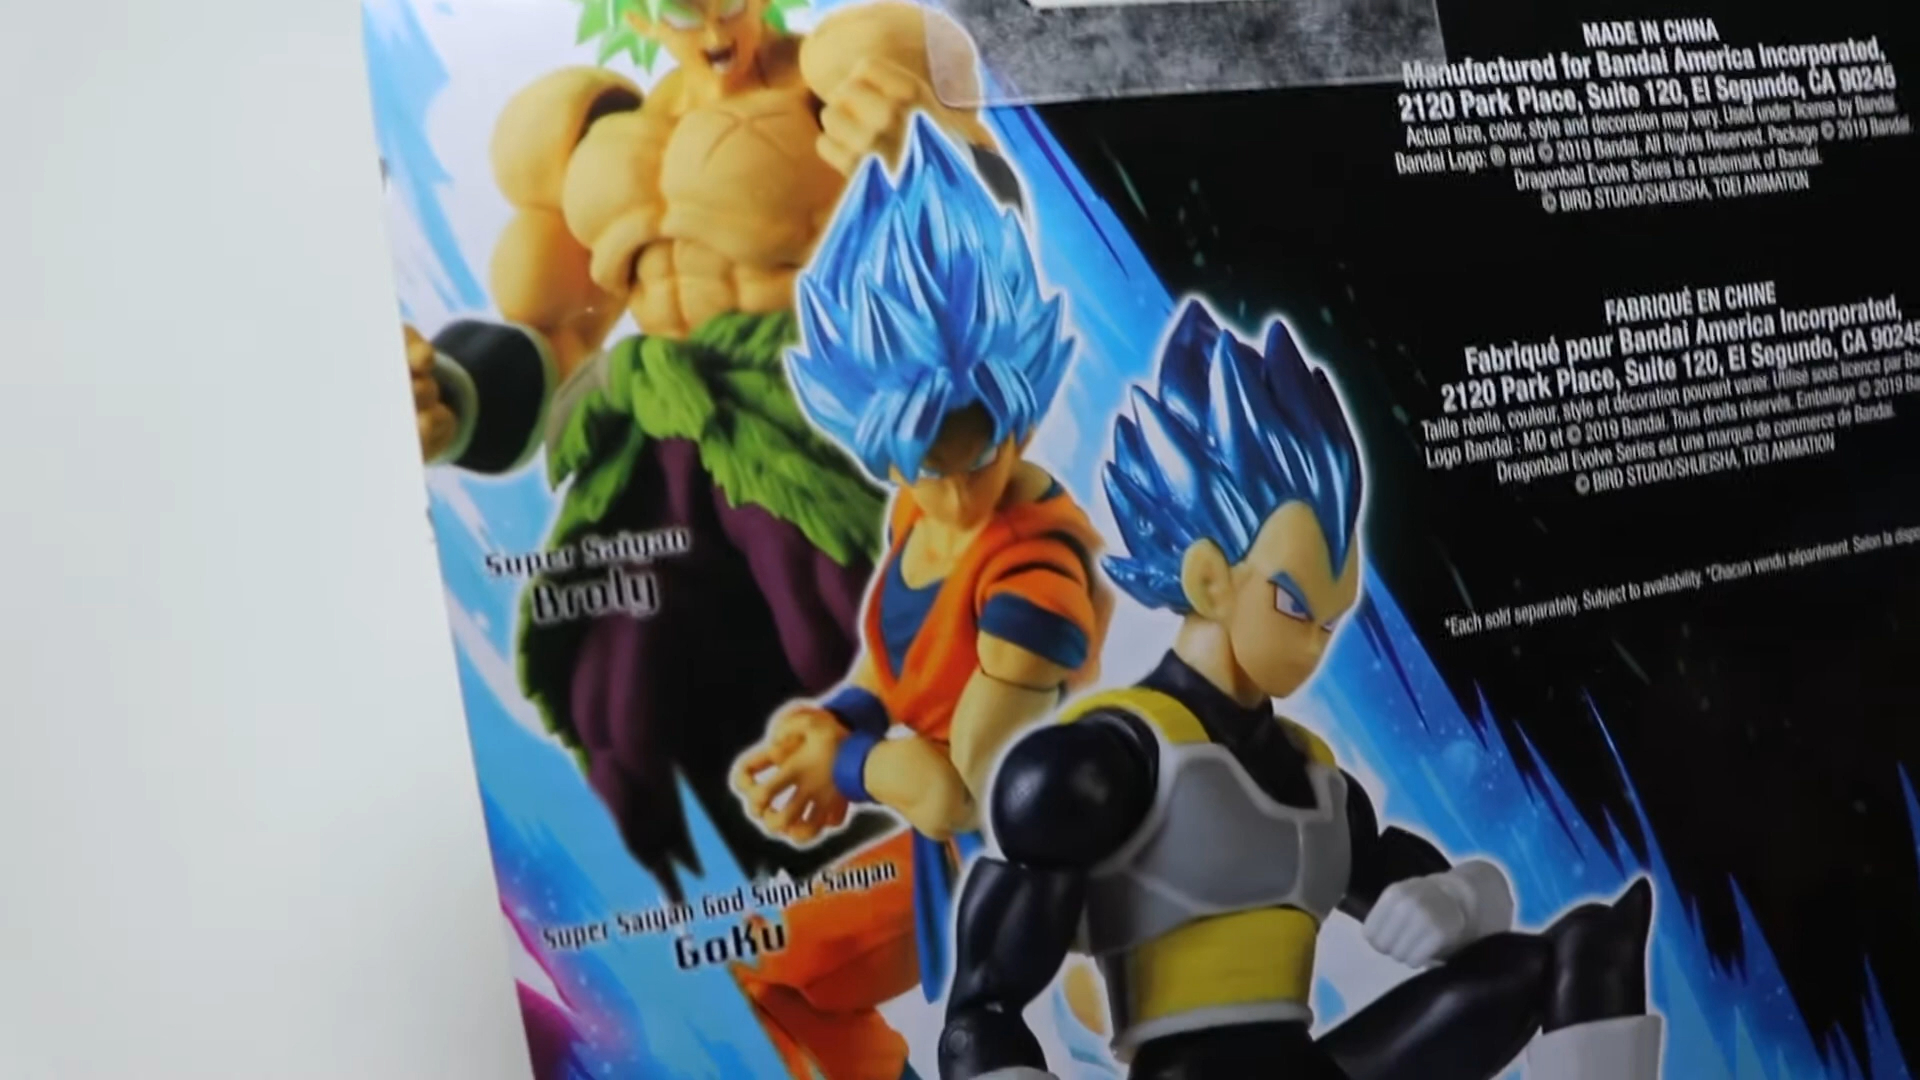 MADE IN CHINA
Manufactured for Bandai America Incorporated,
2120 Park Place, Suite 120, El Segundo, CA 90245
Actual size, color, style and decoration may vary. Used under license by Bandai.
Bandai Logo: ® and © 2019 Bandai. All Rights Reserved. Package © 2019 Bandai.
Dragonball Evolve Series is a trademark of Bandai.
© BIRD STUDIO/SHUEISHA, TOEI ANIMATION
FABRIQUÉ EN CHINE
Fabriqué pour Bandai America Incorporated,
2120 Park Place, Suite 120, El Segundo, CA 90245
Taille réelle, couleur, style et décoration pouvant varier. Utilisé sous licence par
Logo Bandai : MD et © 2019 Bandai. Tous droits réservés. Emballage © 2019
Dragonball Evolve Series est une marque de commerce de Bandai.
© BIRD STUDIO/SHUEISHA, TOEI ANIMATION
*Each sold separately. Subject to availability. *Chacun vendu séparément. Selon la
Super Saiyan
Broly
Super Saiyan God Super Saiyan
GoKu